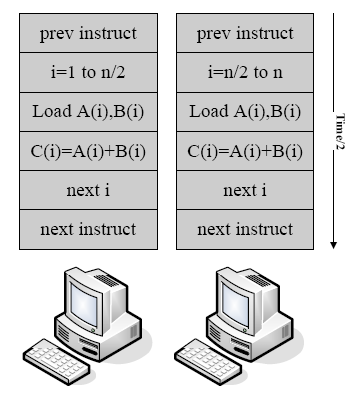 prev instruct
i=1 to n/2
Load A(i),B(i)
C(i)=A(i)+B(i)
next i
next instruct
prev instruct
i=n/2 to n
Load A(i),B(i)
C(i)=A(i)+B(i)
next i
next instruct
Time/2